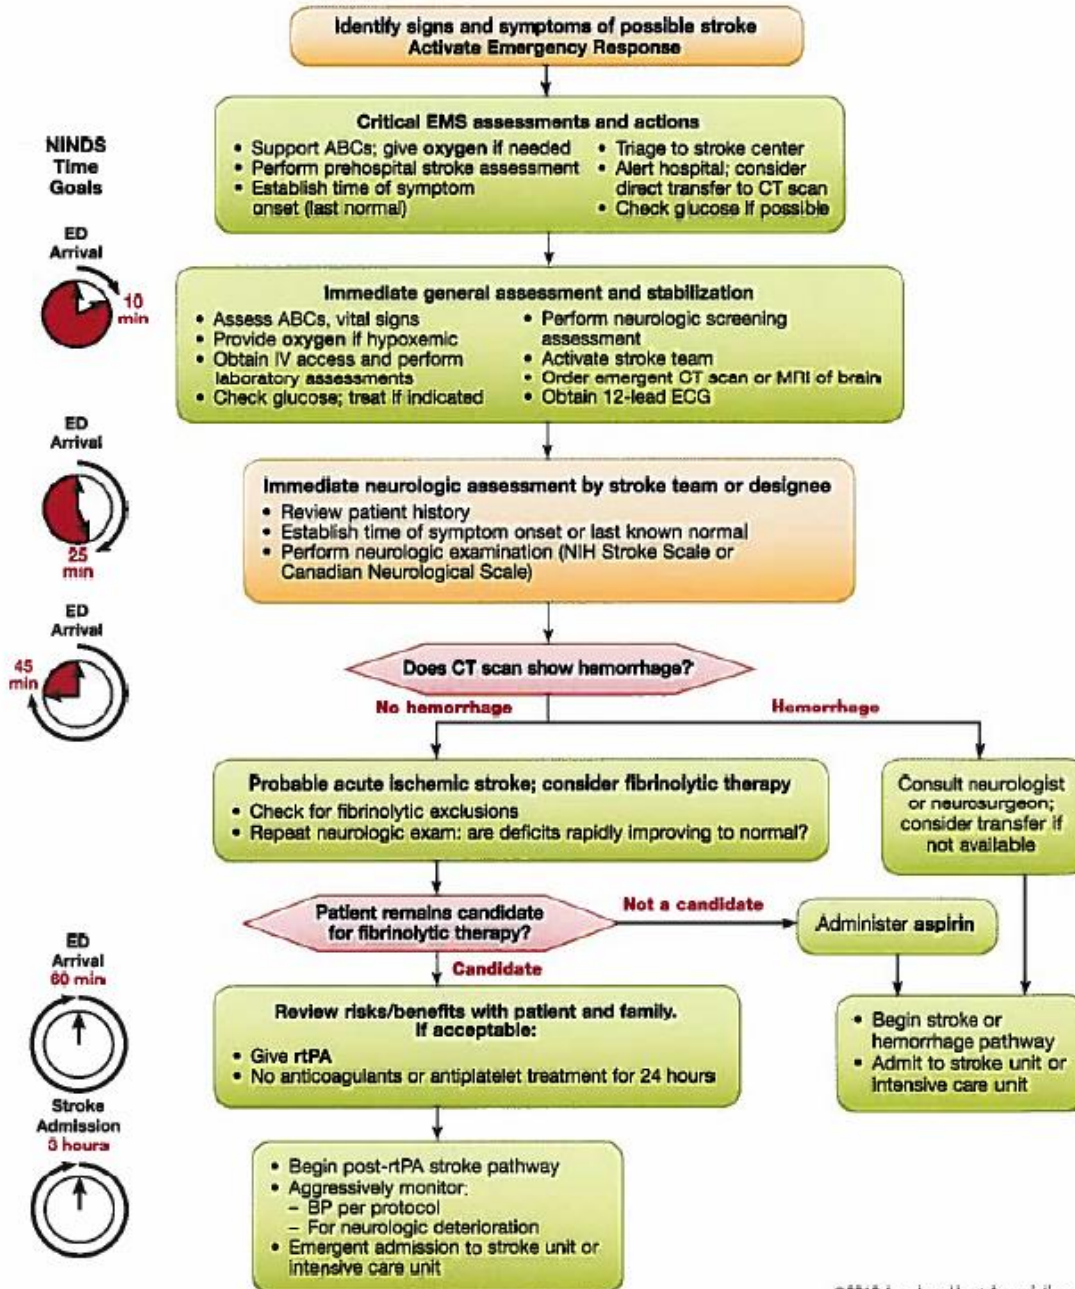 Identify signs and symptoms of possible stroke
Activate Emergency Response
Critical EMS assessments and actions
• Support ABCs; give oxygen if needed
• Perform prehospital stroke assessment
• Establish time of symptom
onset (last normal)
• Triage to stroke center
• Alert hospital; consider
direct transfer to CT scan
• Check glucose if possible
NINDS
Time
Goals
ED
Arrival
10
min
Immediate general assessment and stabilization
• Assess ABCs, vital signs
• Provide oxygen if hypoxemic
• Obtain IV access and perform
laboratory assessments
• Check glucose; treat if indicated
• Perform neurologic screening
assessment
• Activate stroke team
• Order emergent CT scan or MRI of brain
• Obtain 12-lead ECG
ED
Arrival
25
min
Immediate neurologic assessment by stroke team or designee
• Review patient history
• Establish time of symptom onset or last known normal
• Perform neurologic examination (NIH Stroke Scale or
Canadian Neurological Scale)
ED
Arrival
45
min
Does CT scan show hemorrhage?
No hemorrhage
Hemorrhage
Probable acute ischemic stroke; consider fibrinolytic therapy
• Check for fibrinolytic exclusions
• Repeat neurologic exam: are deficits rapidly improving to normal?
Consult neurologist
or neurosurgeon;
consider transfer if
not available
Patient remains candidate
for fibrinolytic therapy?
Not a candidate
Administer aspirin
Candidate
ED
Arrival
60 min
Review risks/benefits with patient and family.
If acceptable:
• Give rtPA
• No anticoagulants or antiplatelet treatment for 24 hours
• Begin stroke or
hemorrhage pathway
• Admit to stroke unit or
intensive care unit
Stroke
Admission
3 hours
• Begin post-rtPA stroke pathway
• Aggressively monitor:
– BP per protocol
– For neurologic deterioration
• Emergent admission to stroke unit or
intensive care unit